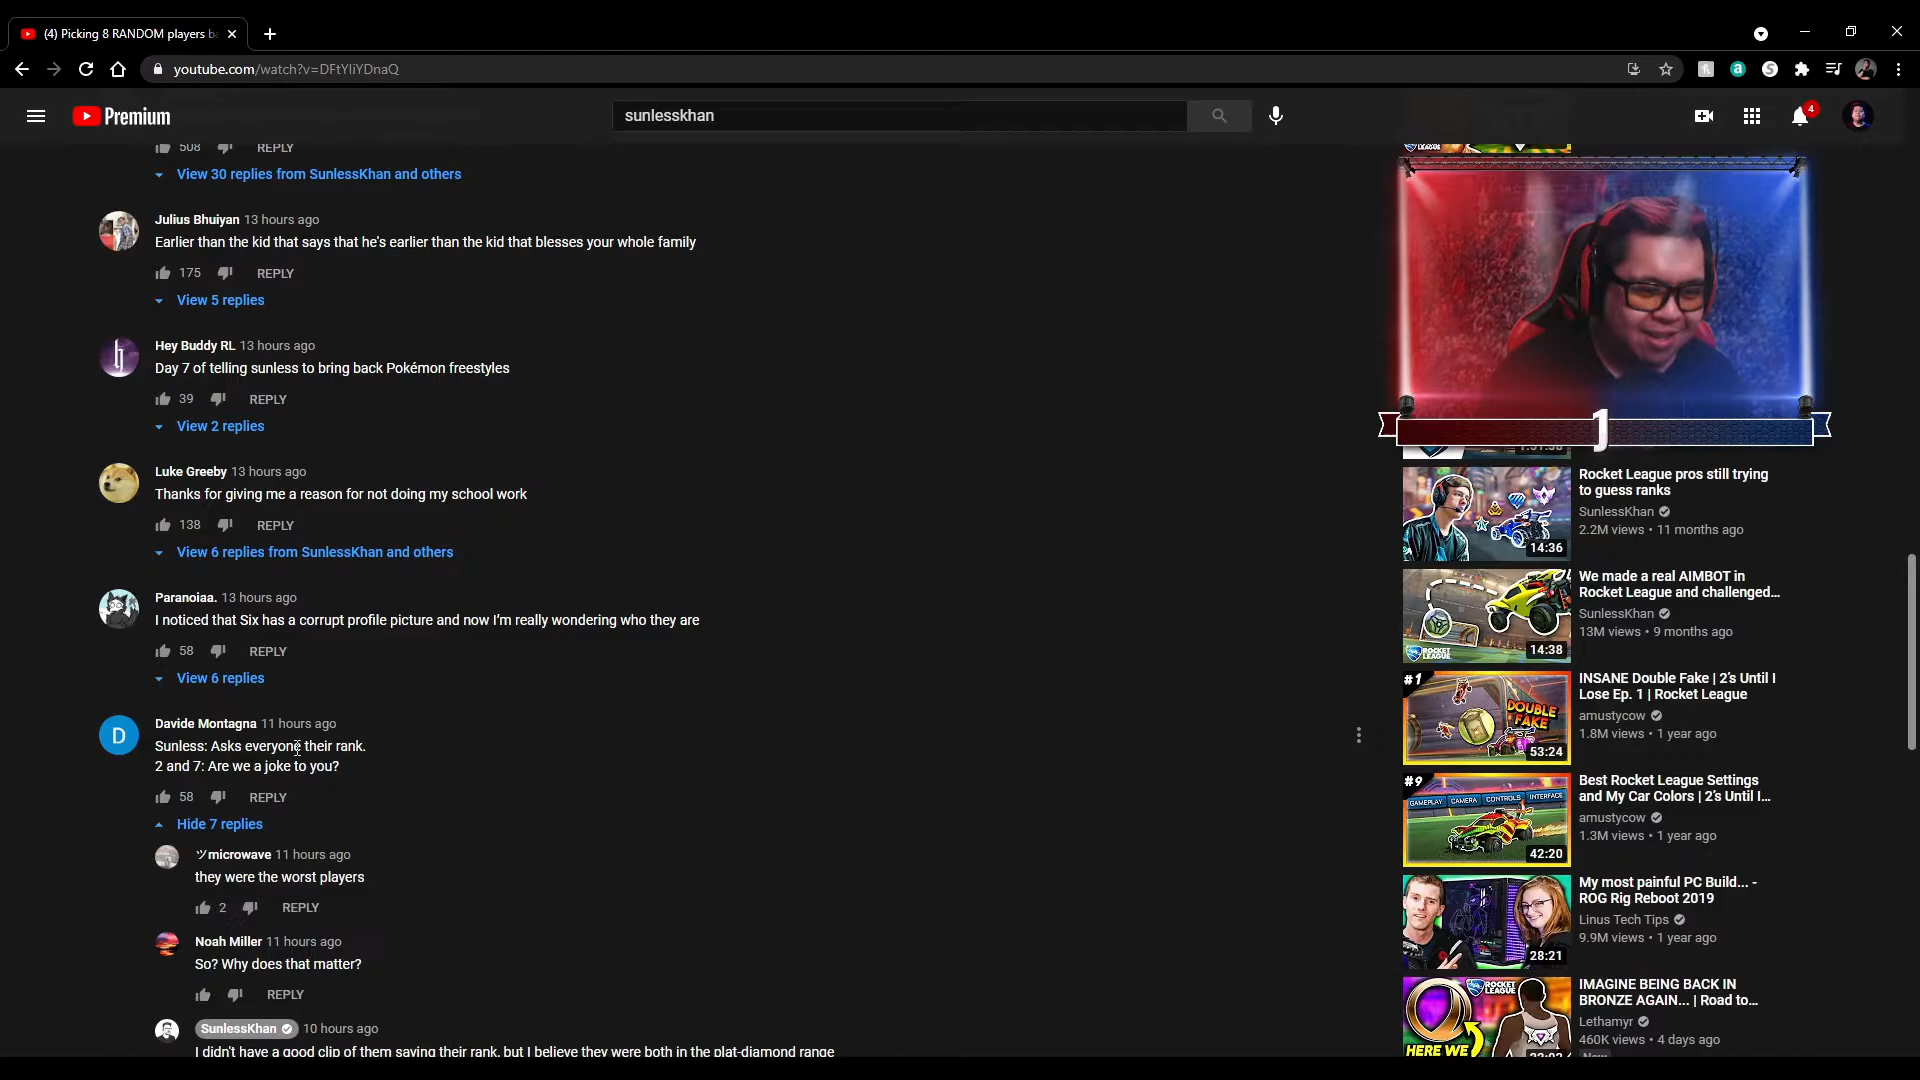 (4) Picking 8 RANDOM players ba
youtube.com/watch?v=DFtYIiYDnaQ
Premium
sunlesskhan
4
508 REPLY
View 30 replies from SunlessKhan and others
Julius Bhuiyan 13 hours ago
Earlier than the kid that says that he's earlier than the kid that blesses your whole family
175 REPLY
View 5 replies
Hey Buddy RL 13 hours ago
Day 7 of telling sunless to bring back Pokémon freestyles
39 REPLY
View 2 replies
Luke Greeby 13 hours ago
Thanks for giving me a reason for not doing my school work
138 REPLY
View 6 replies from SunlessKhan and others
Paranoiaa. 13 hours ago
I noticed that Six has a corrupt profile picture and now I'm really wondering who they are
58 REPLY
View 6 replies
D
Davide Montagna 11 hours ago
Sunless: Asks everyone their rank.
2 and 7: Are we a joke to you?
58 REPLY
Hide 7 replies
ツmicrowave 11 hours ago
they were the worst players
2 REPLY
Noah Miller 11 hours ago
So? Why does that matter?
REPLY
SunlessKhan 10 hours ago
I didn't have a good clip of them saying their rank, but I believe they were both in the plat-diamond range
Rocket League pros still trying
to guess ranks
SunlessKhan
2.2M views • 11 months ago
14:36
We made a real AIMBOT in
Rocket League and challenged...
SunlessKhan
13M views • 9 months ago
ROCKET
LEAGUE
14:38
INSANE Double Fake | 2's Until I
Lose Ep. 1 | Rocket League
amustycow
1.8M views • 1 year ago
#1
DOUBLE
FAKE
53:24
Best Rocket League Settings
and My Car Colors | 2's Until I...
amustycow
1.3M views • 1 year ago
#9
GAMEPLAY CAMERA CONTROLS INTERFACE
42:20
My most painful PC Build... -
ROG Rig Reboot 2019
Linus Tech Tips
9.9M views • 1 year ago
28:21
IMAGINE BEING BACK IN
BRONZE AGAIN... | Road to...
Lethamyr
460K views • 4 days ago
ROCKET
LEAGUE
HERE WE